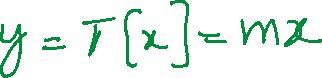 y = T[x] = mx